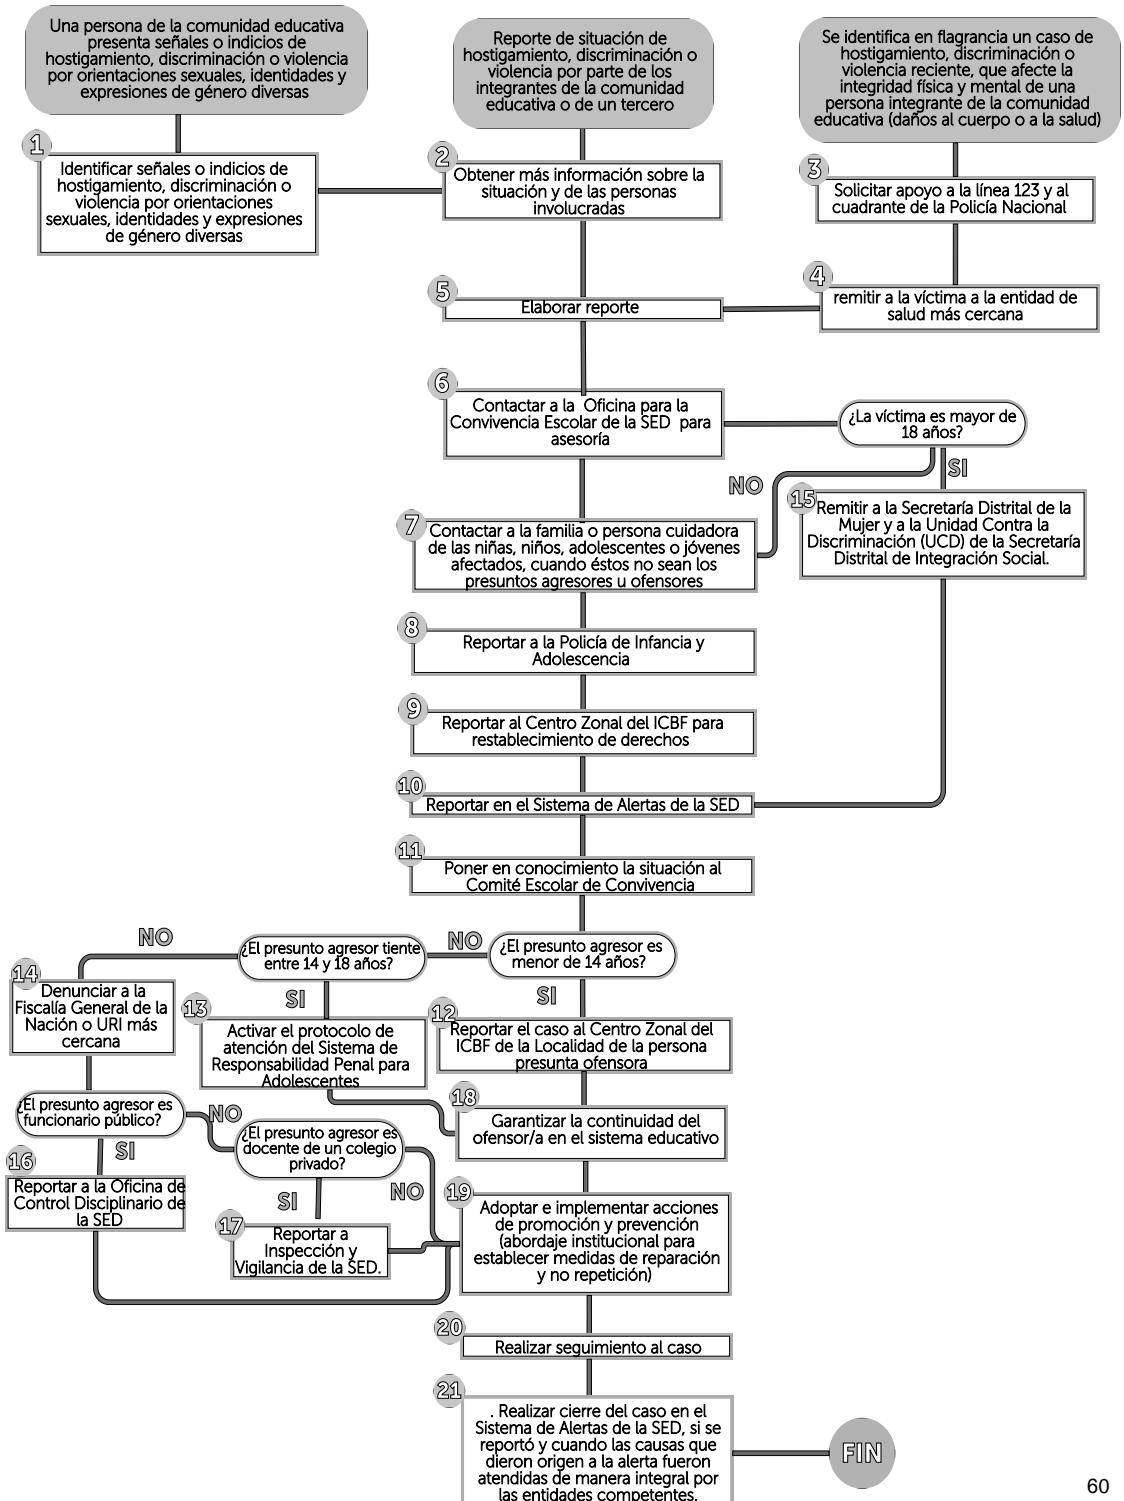 Una persona de la comunidad educativa
presenta señales o indicios de
hostigamiento, discriminación o violencia
por orientaciones sexuales, identidades y
expresiones de género diversas
Reporte de situación de
hostigamiento, discriminación o
violencia por parte de los
integrantes de la comunidad
educativa o de un tercero
Se identifica en flagrancia un caso de
hostigamiento, discriminación o
violencia reciente, que afecte la
integridad física y mental de una
persona integrante de la comunidad
educativa (daños al cuerpo o a la salud)
1
Identificar señales o indicios de
hostigamiento, discriminación o
violencia por orientaciones
sexuales, identidades y expresiones
de género diversas
2
Obtener más información sobre la
situación y de las personas
involucradas
3
Solicitar apoyo a la línea 123 y al
cuadrante de la Policía Nacional
4
remitir a la víctima a la entidad de
salud más cercana
5
Elaborar reporte
6
Contactar a la Oficina para la
Convivencia Escolar de la SED para
asesoría
¿La víctima es mayor de
18 años?
NO
SI
15
Remitir a la Secretaría Distrital de la
Mujer y a la Unidad Contra la
Discriminación (UCD) de la Secretaría
Distrital de Integración Social.
7
Contactar a la familia o persona cuidadora
de las niñas, niños, adolescentes o jóvenes
afectados, cuando éstos no sean los
presuntos agresores u ofensores
8
Reportar a la Policía de Infancia y
Adolescencia
9
Reportar al Centro Zonal del ICBF para
restablecimiento de derechos
10
Reportar en el Sistema de Alertas de la SED
11
Poner en conocimiento la situación al
Comité Escolar de Convivencia
¿El presunto agresor es
menor de 14 años?
NO
SI
¿El presunto agresor tiente
entre 14 y 18 años?
NO
SI
14
Denunciar a la
Fiscalía General de la
Nación o URI más
cercana
13
Activar el protocolo de
atención del Sistema de
Responsabilidad Penal para
Adolescentes
12
Reportar el caso al Centro Zonal del
ICBF de la Localidad de la persona
presunta ofensora
18
Garantizar la continuidad del
ofensor/a en el sistema educativo
¿El presunto agresor es
funcionario público?
NO
SI
¿El presunto agresor es
docente de un colegio
privado?
SI
NO
16
Reportar a la Oficina de
Control Disciplinario de
la SED
17
Reportar a
Inspección y
Vigilancia de la SED.
19
Adoptar e implementar acciones
de promoción y prevención
(abordaje institucional para
establecer medidas de reparación
y no repetición)
20
Realizar seguimiento al caso
21
. Realizar cierre del caso en el
Sistema de Alertas de la SED, si se
reportó y cuando las causas que
dieron origen a la alerta fueron
atendidas de manera integral por
las entidades competentes.
FIN
60